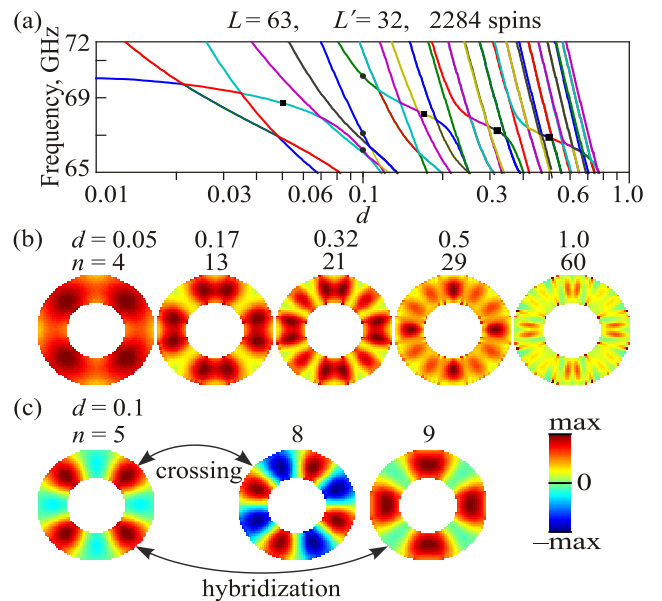 (a) L = 63, L′= 32, 2284 spins
Frequency, GHz
72
69
65
0.01 0.03 0.06 0.1 0.3 0.6 1.0
d
(b) d = 0.05 0.17 0.32 0.5 1.0
n = 4 13 21 29 60
(c) d = 0.1
n = 5 8 9
crossing
hybridization
max
0
–max